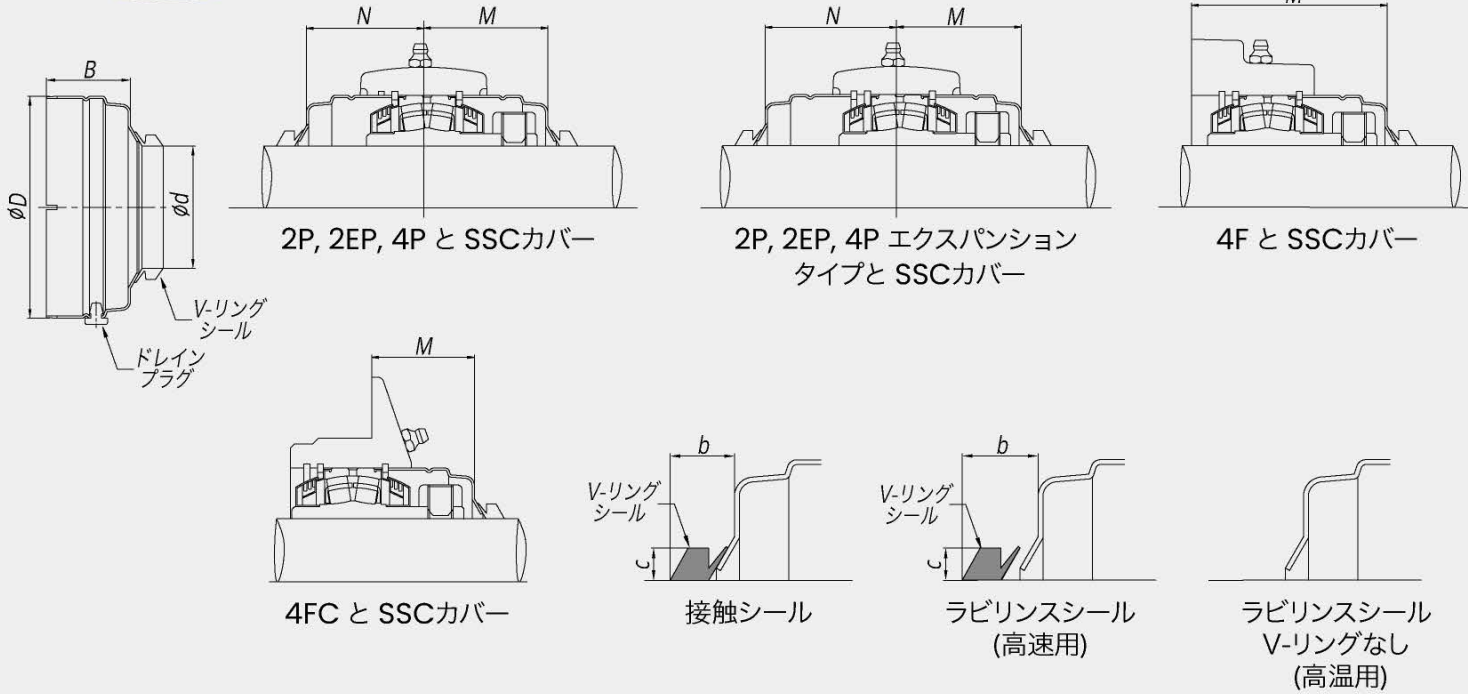 N
M
N
M
M
B
øD
ød
2P, 2EP, 4P と SSCカバー
2P, 2EP, 4P エクスパンション
タイプと SSCカバー
4F と SSCカバー
V-リング
シール
ドレイン
プラグ
M
b
b
V-リング
シール
V-リング
シール
c
c
4FC と SSCカバー
接触シール
ラビリンスシール
(高速用)
ラビリンスシール
V-リングなし
(高温用)